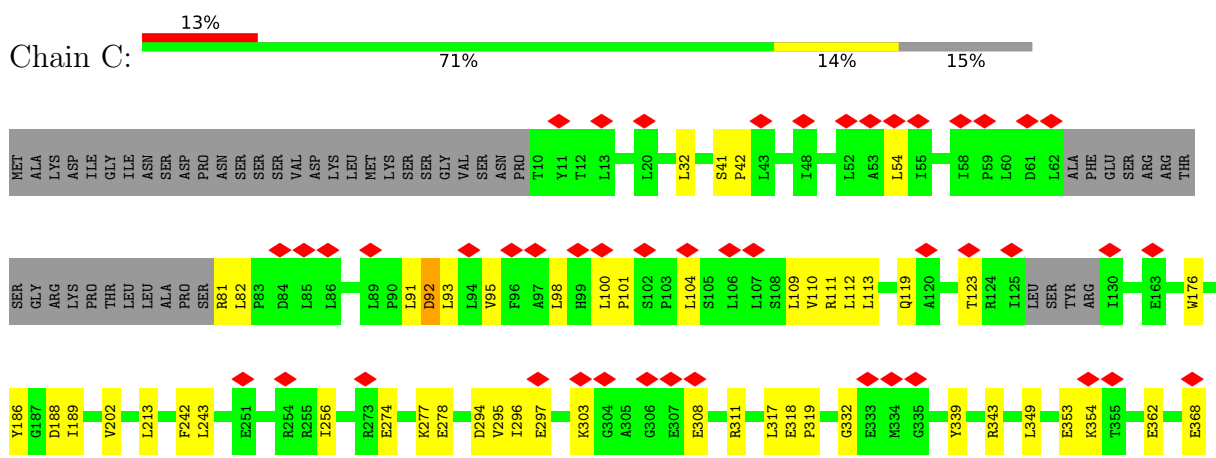 13%
Chain C:
71% 14% 15%
MET ALA LYS ASP ILE GLY ILE ASN SER SER ASP PRO ASN SER SER SER VAL ASP LYS LEU MET LYS SER SER GLY VAL SER ASN PRO T10 Y11 T12 L13 L20 L32 S41 P42 L43 I48 L52 A53 L54 I55 I58 P59 L60 D61 L62 ALA PHE GLU SER ARG ARG THR
SER GLY ARG LYS PRO THR LEU LEU ALA PRO SER R81 L82 P83 D84 L85 L86 L89 P90 L91 D92 L93 L94 V95 F96 A97 L98 H99 L100 P101 S102 P103 L104 S105 L106 L107 S108 L109 V110 R111 L112 L113 Q119 A120 T123 R124 I125 LEU SER TYR ARG I130 E163 W176
Y186 G187 D188 I189 V202 L213 F242 L243 E251 R254 R255 I256 R273 E274 K277 E278 D294 V295 I296 E297 K303 G304 A305 G306 E307 E308 R311 L317 E318 P319 G332 E333 M334 G335 Y339 R343 L349 E353 K354 T355 E362 E368